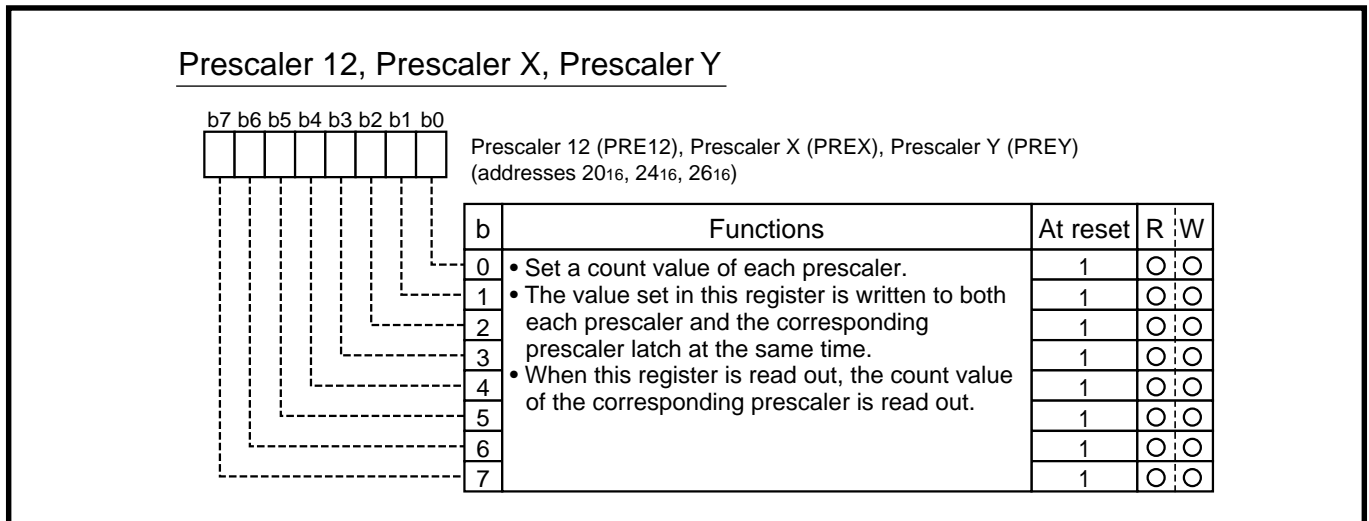 Prescaler 12, Prescaler X, Prescaler Y
b7 b6 b5 b4 b3 b2 b1 b0
Prescaler 12 (PRE12), Prescaler X (PREX), Prescaler Y (PREY)
(addresses 2016, 2416, 2616)
b Functions At reset R W
0 • Set a count value of each prescaler. 1 O O
1 • The value set in this register is written to both 1 O O
2 each prescaler and the corresponding 1 O O
3 prescaler latch at the same time. 1 O O
4 • When this register is read out, the count value 1 O O
5 of the corresponding prescaler is read out. 1 O O
6 1 O O
7 1 O O